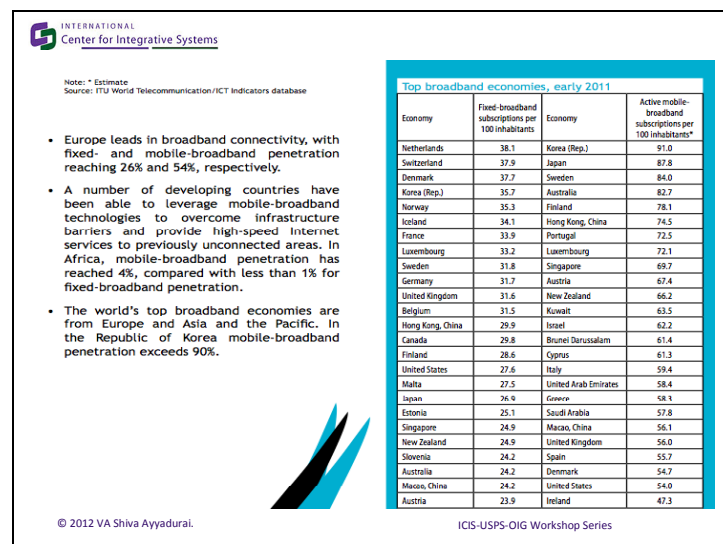 INTERNATIONAL
Center for Integrative Systems
Note: * Estimate
Source: ITU World Telecommunication/ICT Indicators database
• Europe leads in broadband connectivity, with
fixed- and mobile-broadband penetration
reaching 26% and 54%, respectively.
• A number of developing countries have
been able to leverage mobile-broadband
technologies to overcome infrastructure
barriers and provide high-speed Internet
services to previously unconnected areas. In
Africa, mobile-broadband penetration has
reached 4%, compared with less than 1% for
fixed-broadband penetration.
• The world's top broadband economies are
from Europe and Asia and the Pacific. In
the Republic of Korea mobile-broadband
penetration exceeds 90%.
Top broadband economies, early 2011
Economy Fixed-broadband subscriptions per 100 inhabitants Economy Active mobile-broadband subscriptions per 100 inhabitants*
Netherlands 38.1 Korea (Rep.) 91.0
Switzerland 37.9 Japan 87.8
Denmark 37.7 Sweden 84.0
Korea (Rep.) 35.7 Australia 82.7
Norway 35.3 Finland 78.1
Iceland 34.1 Hong Kong, China 74.5
France 33.9 Portugal 72.5
Luxembourg 33.2 Luxembourg 72.1
Sweden 31.8 Singapore 69.7
Germany 31.7 Austria 67.4
United Kingdom 31.6 New Zealand 66.2
Belgium 31.5 Kuwait 63.5
Hong Kong, China 29.9 Israel 62.2
Canada 29.8 Brunei Darussalam 61.4
Finland 28.6 Cyprus 61.3
United States 27.6 Italy 59.4
Malta 27.5 United Arab Emirates 58.4
Japan 26.9 Greece 58.3
Estonia 25.1 Saudi Arabia 57.8
Singapore 24.9 Macao, China 56.1
New Zealand 24.9 United Kingdom 56.0
Slovenia 24.2 Spain 55.7
Australia 24.2 Denmark 54.7
Macao, China 24.2 United States 54.0
Austria 23.9 Ireland 47.3
© 2012 VA Shiva Ayyadurai.
ICIS-USPS-OIG Workshop Series